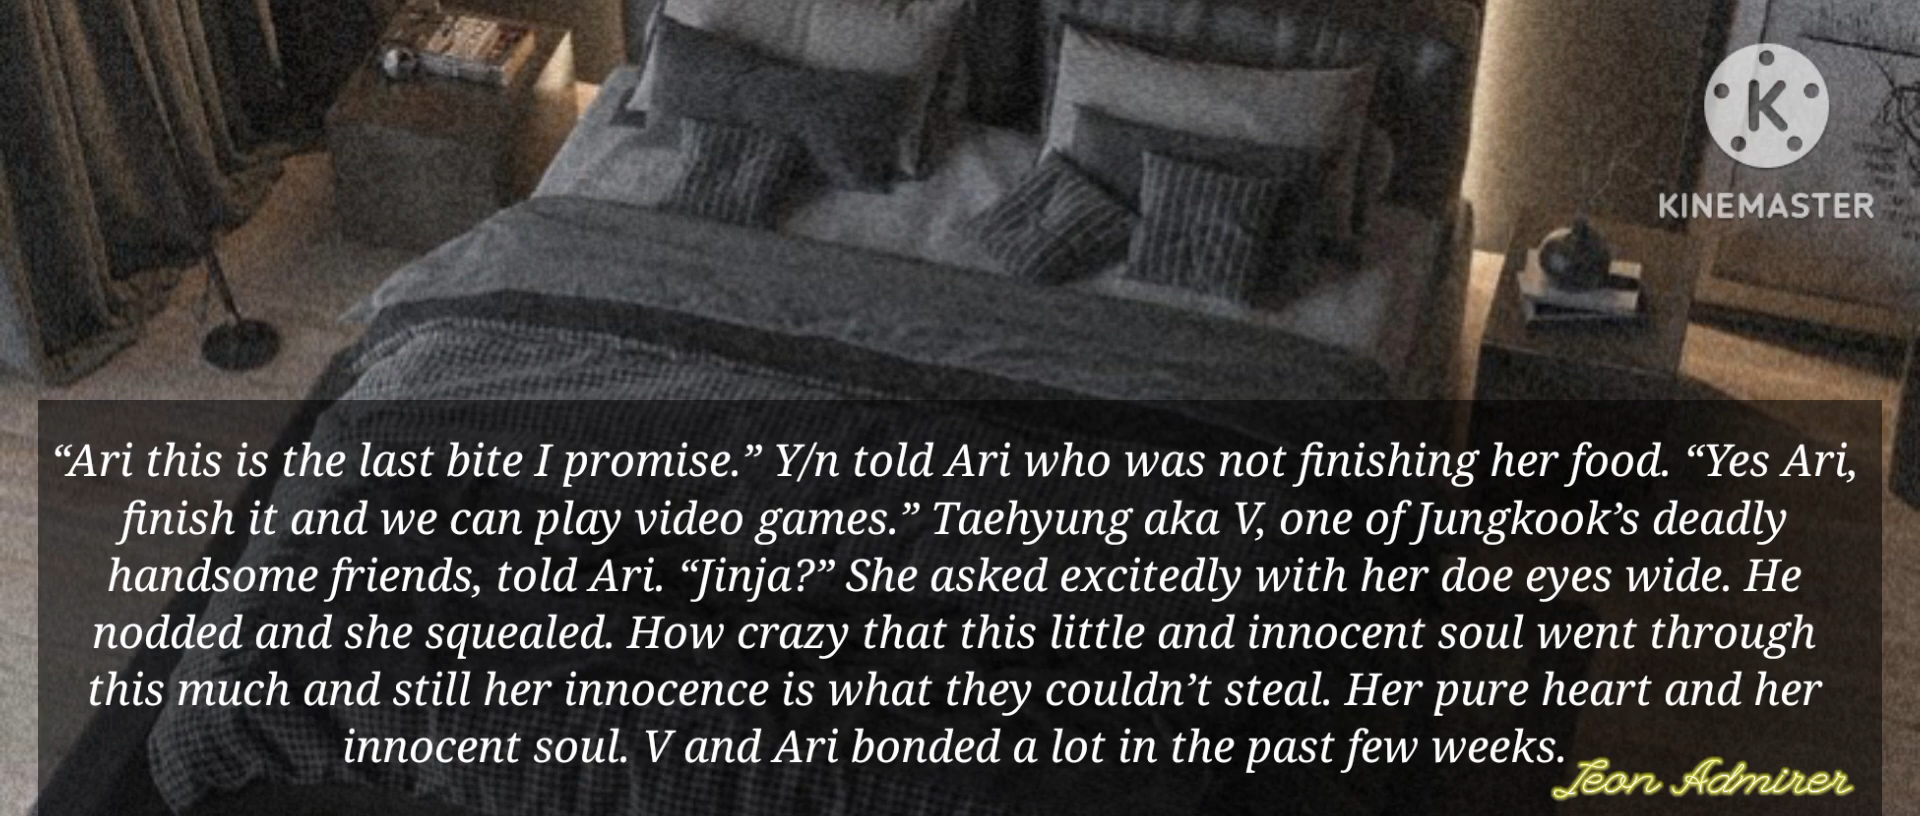 K
KINEMASTER
“Ari this is the last bite I promise.” Y/n told Ari who was not finishing her food. “Yes Ari,
finish it and we can play video games.” Taehyung aka V, one of Jungkook’s deadly
handsome friends, told Ari. “Jinja?” She asked excitedly with her doe eyes wide. He
nodded and she squealed. How crazy that this little and innocent soul went through
this much and still her innocence is what they couldn’t steal. Her pure heart and her
innocent soul. V and Ari bonded a lot in the past few weeks.
Jeon Admirer